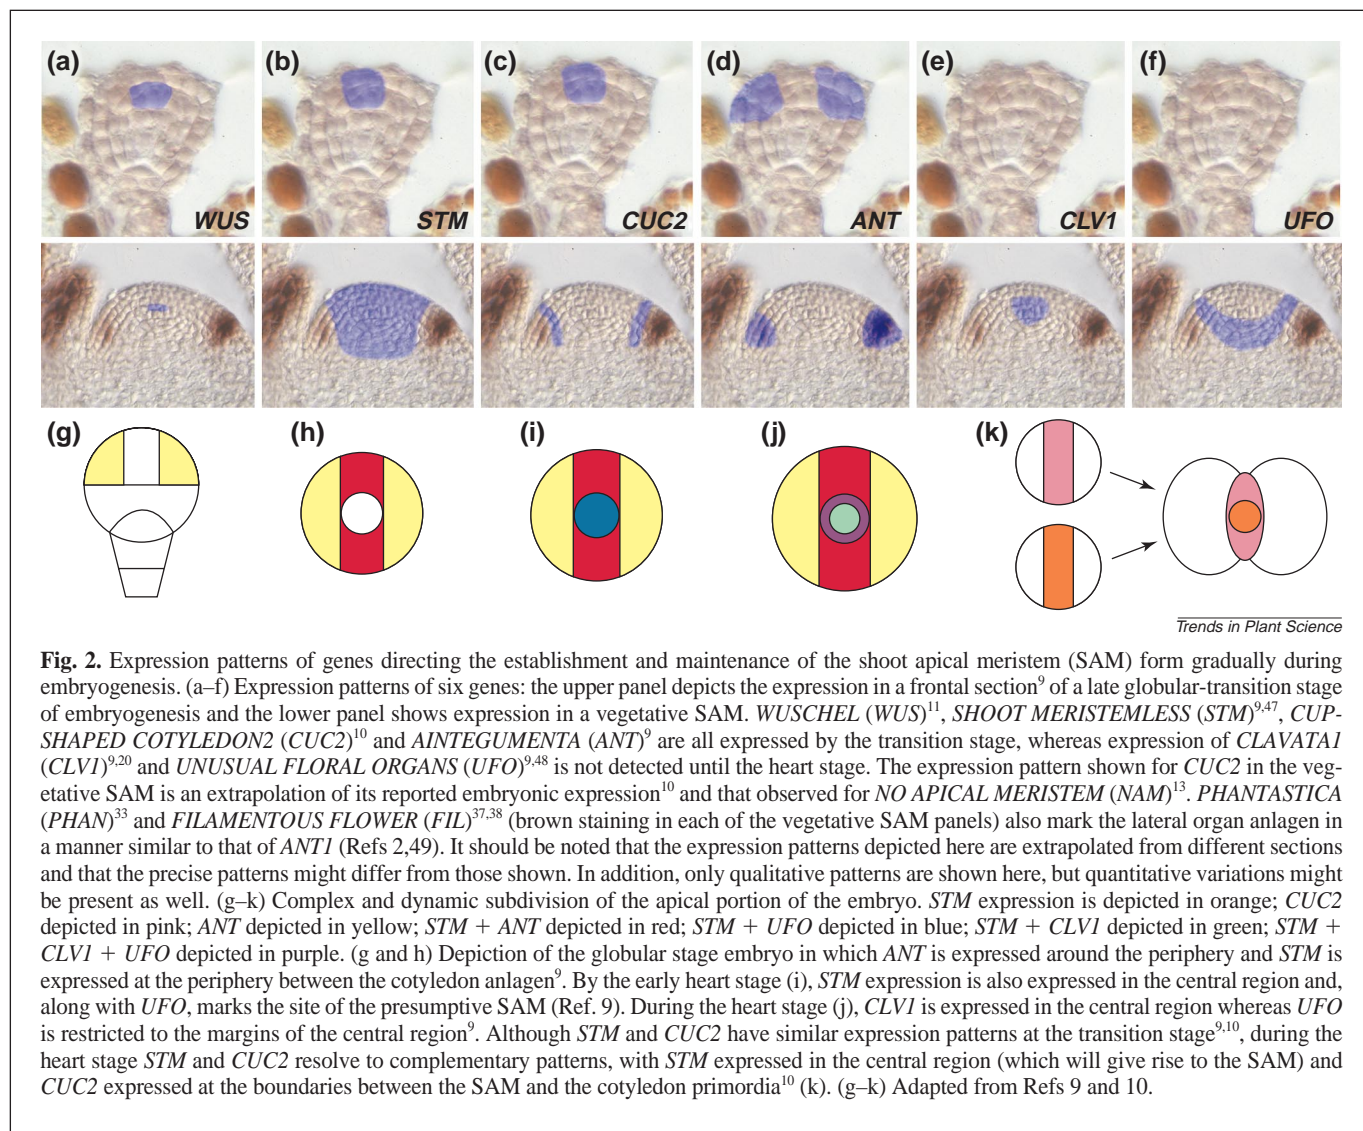 (a) (b) (c) (d) (e) (f)
WUS STM CUC2 ANT CLV1 UFO
(g) (h) (i) (j) (k)
Trends in Plant Science
Fig. 2. Expression patterns of genes directing the establishment and maintenance of the shoot apical meristem (SAM) form gradually during
embryogenesis. (a–f) Expression patterns of six genes: the upper panel depicts the expression in a frontal section9 of a late globular-transition stage
of embryogenesis and the lower panel shows expression in a vegetative SAM. WUSCHEL (WUS)11, SHOOT MERISTEMLESS (STM)9,47, CUP-
SHAPED COTYLEDON2 (CUC2)10 and AINTEGUMENTA (ANT)9 are all expressed by the transition stage, whereas expression of CLAVATA1
(CLV1)9,20 and UNUSUAL FLORAL ORGANS (UFO)9,48 is not detected until the heart stage. The expression pattern shown for CUC2 in the veg-
etative SAM is an extrapolation of its reported embryonic expression10 and that observed for NO APICAL MERISTEM (NAM)13. PHANTASTICA
(PHAN)33 and FILAMENTOUS FLOWER (FIL)37,38 (brown staining in each of the vegetative SAM panels) also mark the lateral organ anlagen in
a manner similar to that of ANT1 (Refs 2,49). It should be noted that the expression patterns depicted here are extrapolated from different sections
and that the precise patterns might differ from those shown. In addition, only qualitative patterns are shown here, but quantitative variations might
be present as well. (g–k) Complex and dynamic subdivision of the apical portion of the embryo. STM expression is depicted in orange; CUC2
depicted in pink; ANT depicted in yellow; STM + ANT depicted in red; STM + UFO depicted in blue; STM + CLV1 depicted in green; STM +
CLV1 + UFO depicted in purple. (g and h) Depiction of the globular stage embryo in which ANT is expressed around the periphery and STM is
expressed at the periphery between the cotyledon anlagen9. By the early heart stage (i), STM expression is also expressed in the central region and,
along with UFO, marks the site of the presumptive SAM (Ref. 9). During the heart stage (j), CLV1 is expressed in the central region whereas UFO
is restricted to the margins of the central region9. Although STM and CUC2 have similar expression patterns at the transition stage9,10, during the
heart stage STM and CUC2 resolve to complementary patterns, with STM expressed in the central region (which will give rise to the SAM) and
CUC2 expressed at the boundaries between the SAM and the cotyledon primordia10 (k). (g–k) Adapted from Refs 9 and 10.